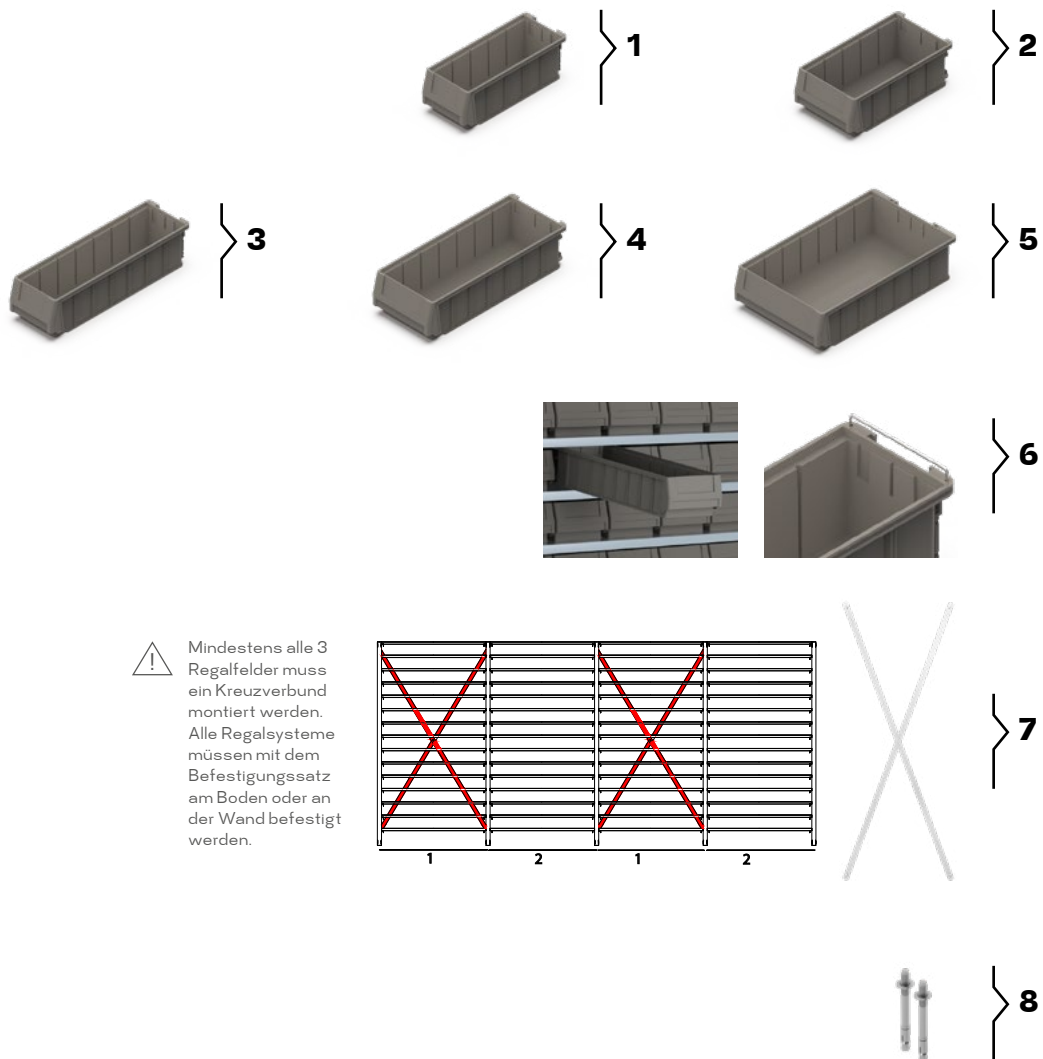 1
2
3
4
5
6
Mindestens alle 3
Regalfelder muss
ein Kreuzverbund
montiert werden.
Alle Regalsysteme
müssen mit dem
Befestigungssatz
am Boden oder an
der Wand befestigt
werden.
1 2 1 2
7
8